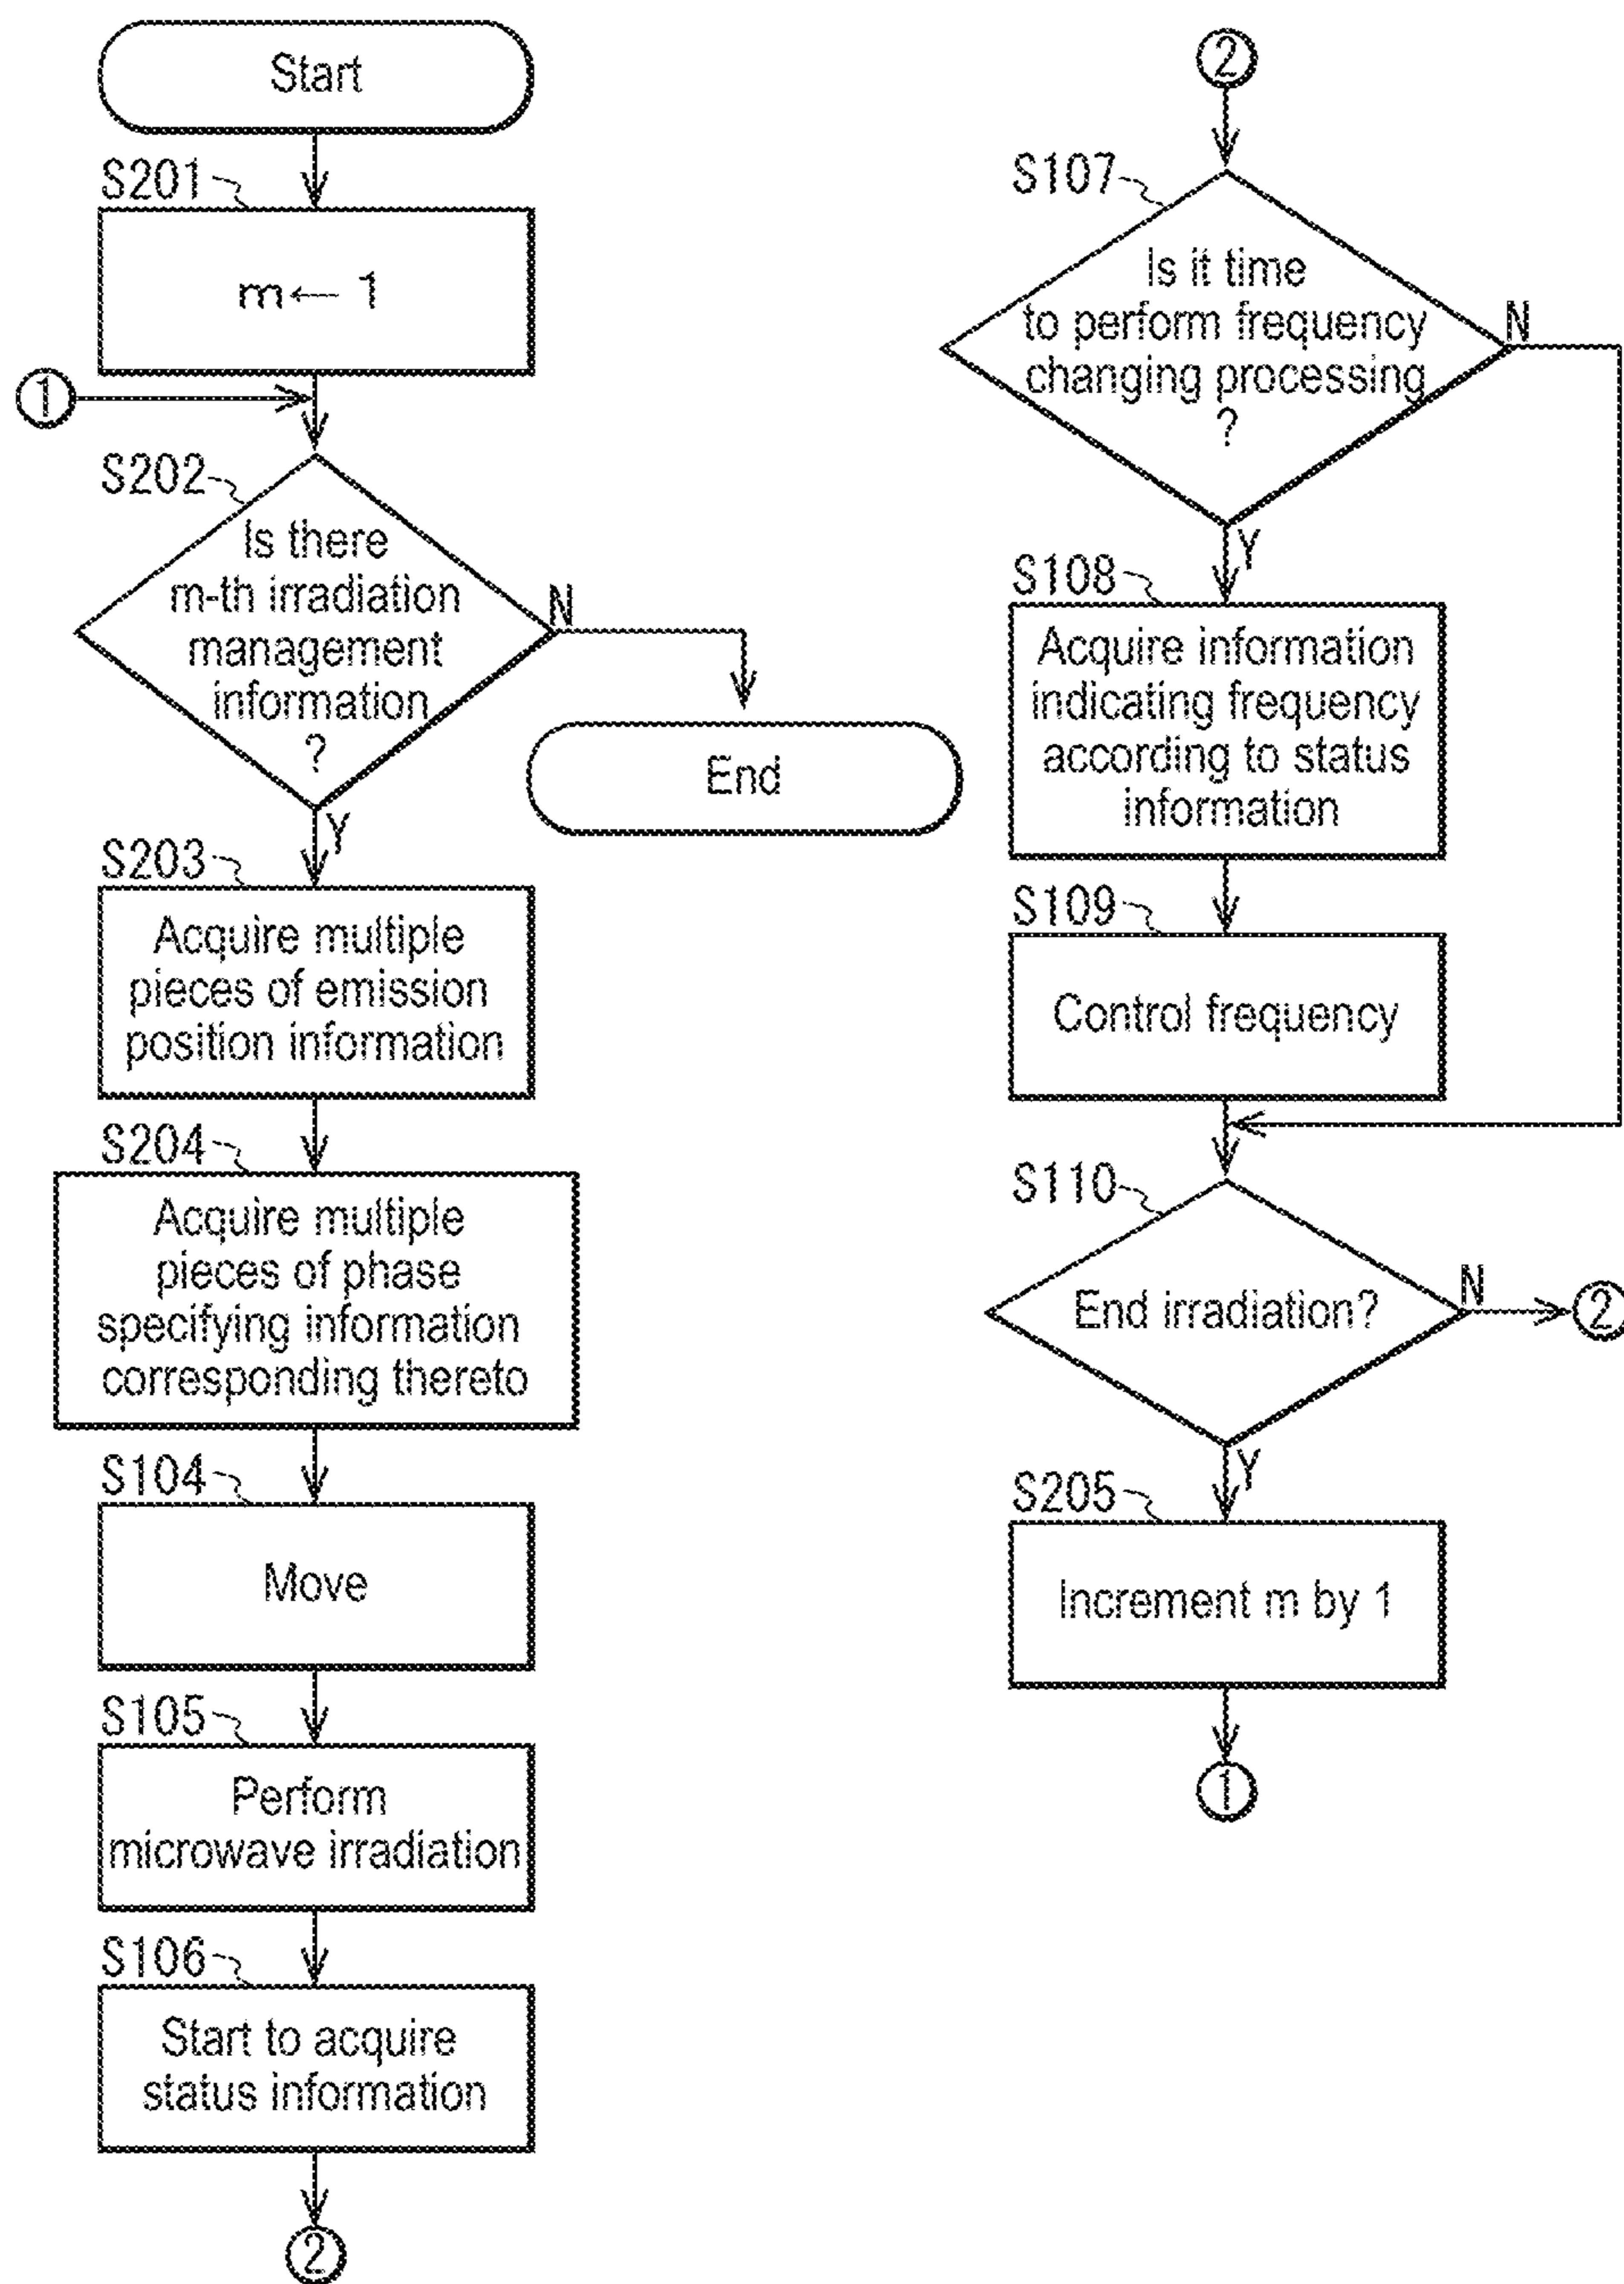 Start
S201
m← 1
①
S202
Is there
m-th irradiation
management
information
?
N
End
Y
S203
Acquire multiple
pieces of emission
position information
S204
Acquire multiple
pieces of phase
specifying information
corresponding thereto
S104
Move
S105
Perform
microwave irradiation
S106
Start to acquire
status information
②
②
S107
Is it time
to perform frequency
changing processing
?
N
Y
S108
Acquire information
indicating frequency
according to status
information
S109
Control frequency
S110
End irradiation?
N
②
Y
S205
Increment m by 1
①